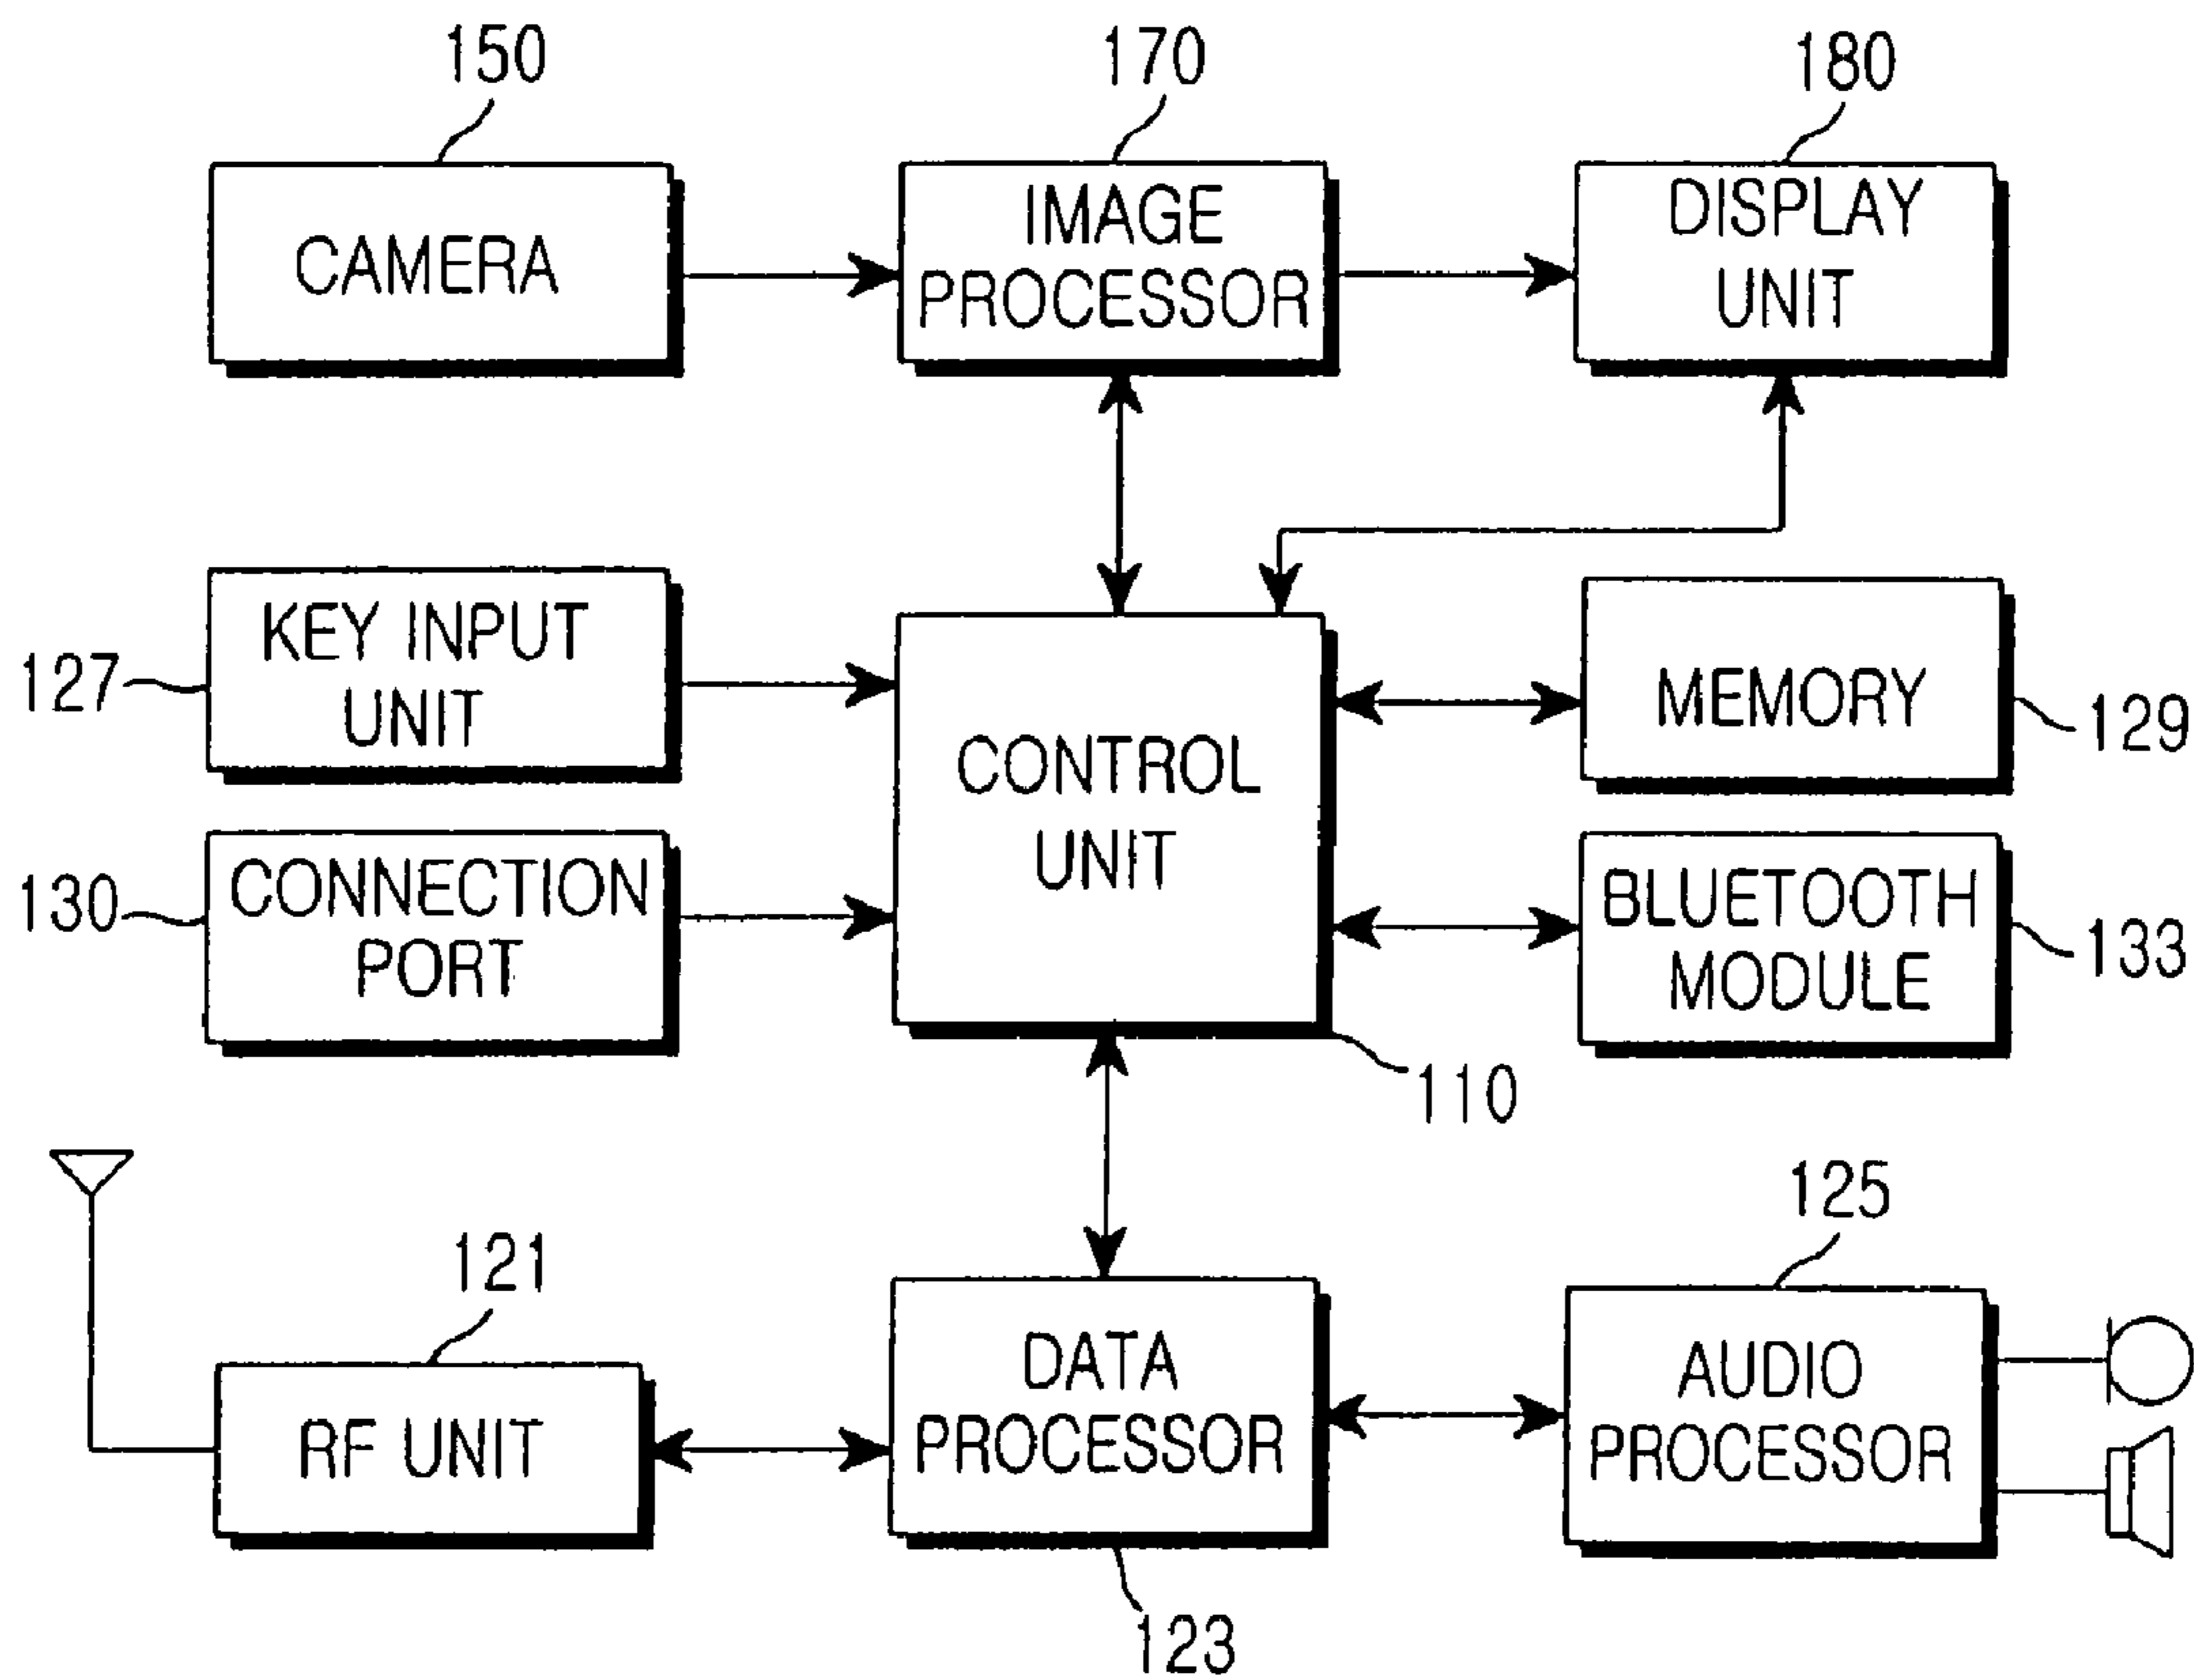 150
170
180
CAMERA
IMAGE
PROCESSOR
DISPLAY
UNIT
127
KEY INPUT
UNIT
CONTROL
UNIT
MEMORY
129
130
CONNECTION
PORT
BLUETOOTH
MODULE
133
110
121
125
RF UNIT
DATA
PROCESSOR
AUDIO
PROCESSOR
123